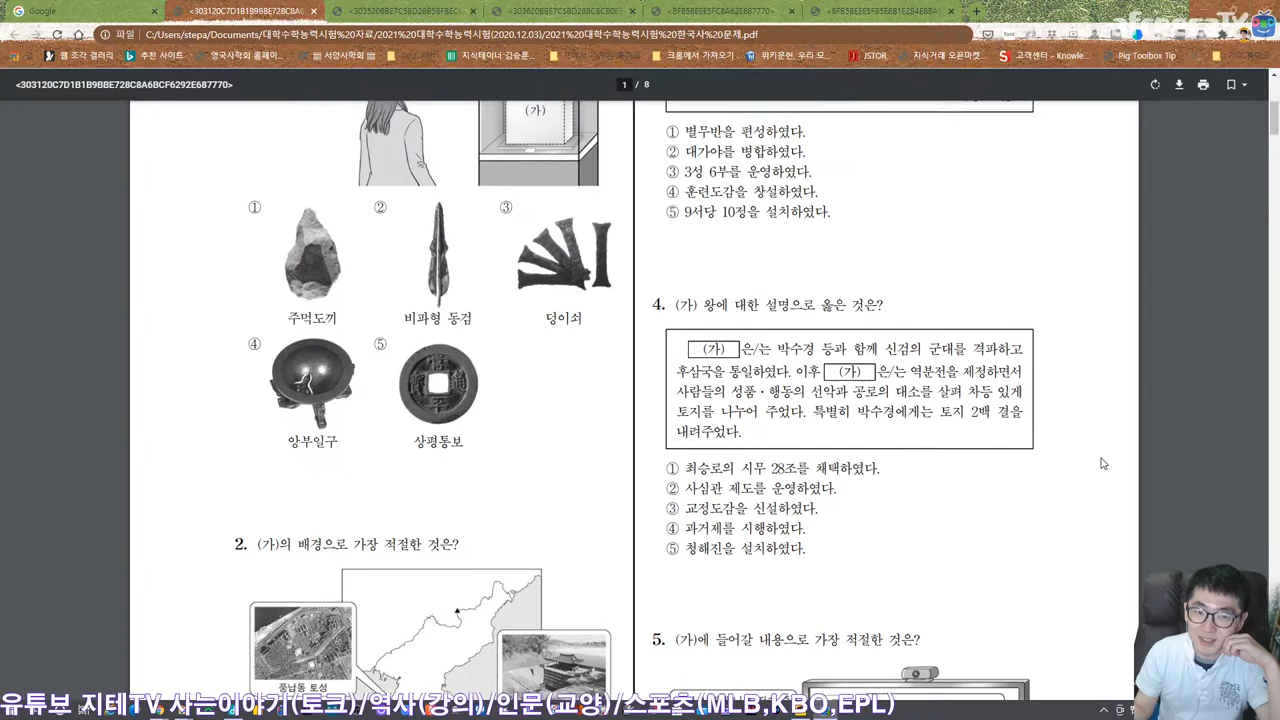 Google
C:/Users/stepa/Documents/대학수학능력시험%20자료/2021%20대학수학능력시험(2020.12.03)/2021%20대학수학능력시험%20한국사%20문제.pdf
파일
웹 조각 갤러리
추천 사이트
영국사학회 홈페이...
서양사학회
지식테이너 김승훈...
크롬에서 가져오기
위키문헌, 우리 모...
JSTOR
지식거래 오픈마켓...
고객센터 - Knowle...
Pig Toolbox Tip
<303120C7D1B1B9BBE728C8A6BCF6292E687770>
1 / 8
(가)
①
②
③
주먹도끼
비파형 동검
덩이쇠
④
⑤
앙부일구
상평통보
2. (가)의 배경으로 가장 적절한 것은?
풍납동 토성
① 별무반을 편성하였다.
② 대가야를 병합하였다.
③ 3성 6부를 운영하였다.
④ 훈련도감을 창설하였다.
⑤ 9서당 10정을 설치하였다.
4. (가) 왕에 대한 설명으로 옳은 것은?
(가) 은/는 박수경 등과 함께 신검의 군대를 격파하고
후삼국을 통일하였다. 이후 (가) 은/는 역분전을 제정하면서
사람들의 성품·행동의 선악과 공로의 대소를 살펴 차등 있게
토지를 나누어 주었다. 특별히 박수경에게는 토지 2백 결을
내려주었다.
① 최승로의 시무 28조를 채택하였다.
② 사심관 제도를 운영하였다.
③ 교정도감을 신설하였다.
④ 과거제를 시행하였다.
⑤ 청해진을 설치하였다.
5. (가)에 들어갈 내용으로 가장 적절한 것은?
유튜브 지테TV 사는이야기(토크)/역사(강의)/인문(교양)/스포츠(MLB,KBO,EPL)